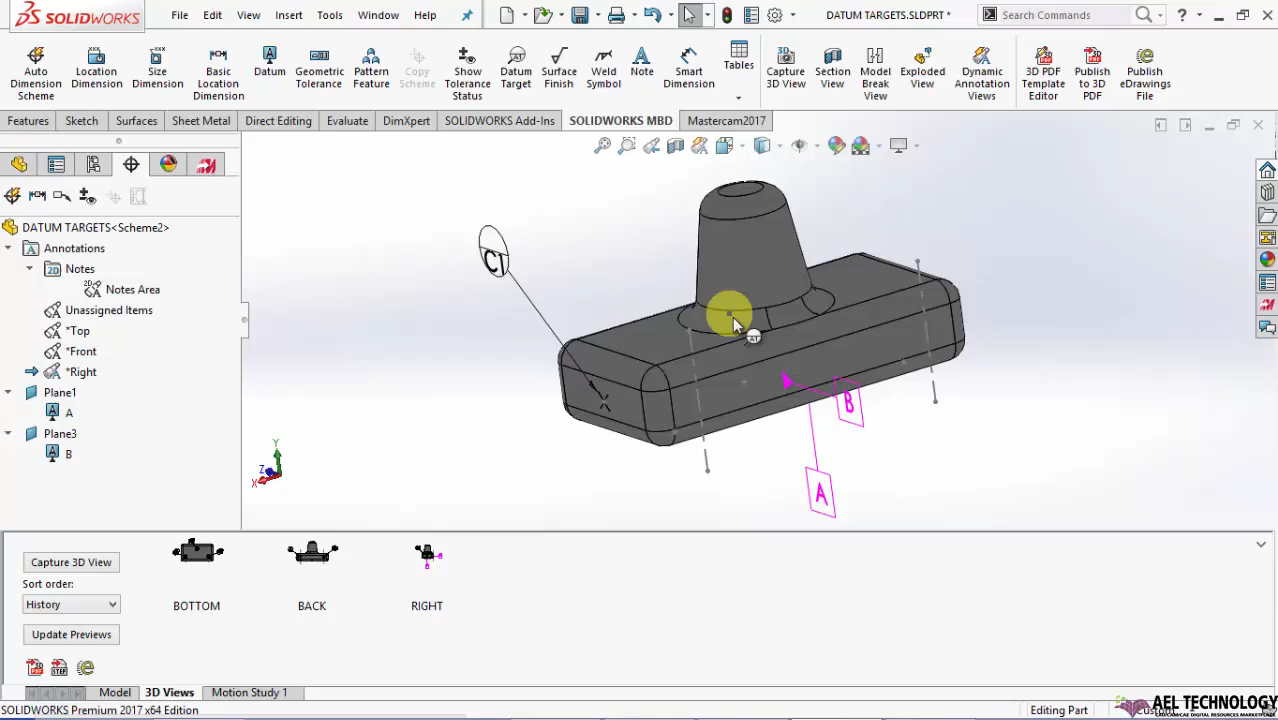 SOLIDWORKS File Edit View Insert Tools Window Help DATUM TARGETS.SLDPRT * Search Commands ?
Auto Dimension Scheme
Location Dimension
Size Dimension
Basic Location Dimension
Datum
Geometric Tolerance
Pattern Feature
Copy Scheme
Show Tolerance Status
Datum Target
Surface Finish
Weld Symbol
Note
Smart Dimension
Tables
Capture 3D View
Section View
Model Break View
Exploded View
Dynamic Annotation Views
3D PDF Template Editor
Publish to 3D PDF
Publish eDrawings File
Features Sketch Surfaces Sheet Metal Direct Editing Evaluate DimXpert SOLIDWORKS Add-Ins SOLIDWORKS MBD Mastercam2017
DATUM TARGETS<Scheme2>
Annotations
Notes
Notes Area
Unassigned Items
*Top
*Front
*Right
Plane1
A
Plane3
B
C1
B
A
Y
Z
X
Capture 3D View
Sort order:
History
Update Previews
BOTTOM BACK RIGHT
Model 3D Views Motion Study 1
SOLIDWORKS Premium 2017 x64 Edition
Editing Part
AEL TECHNOLOGY